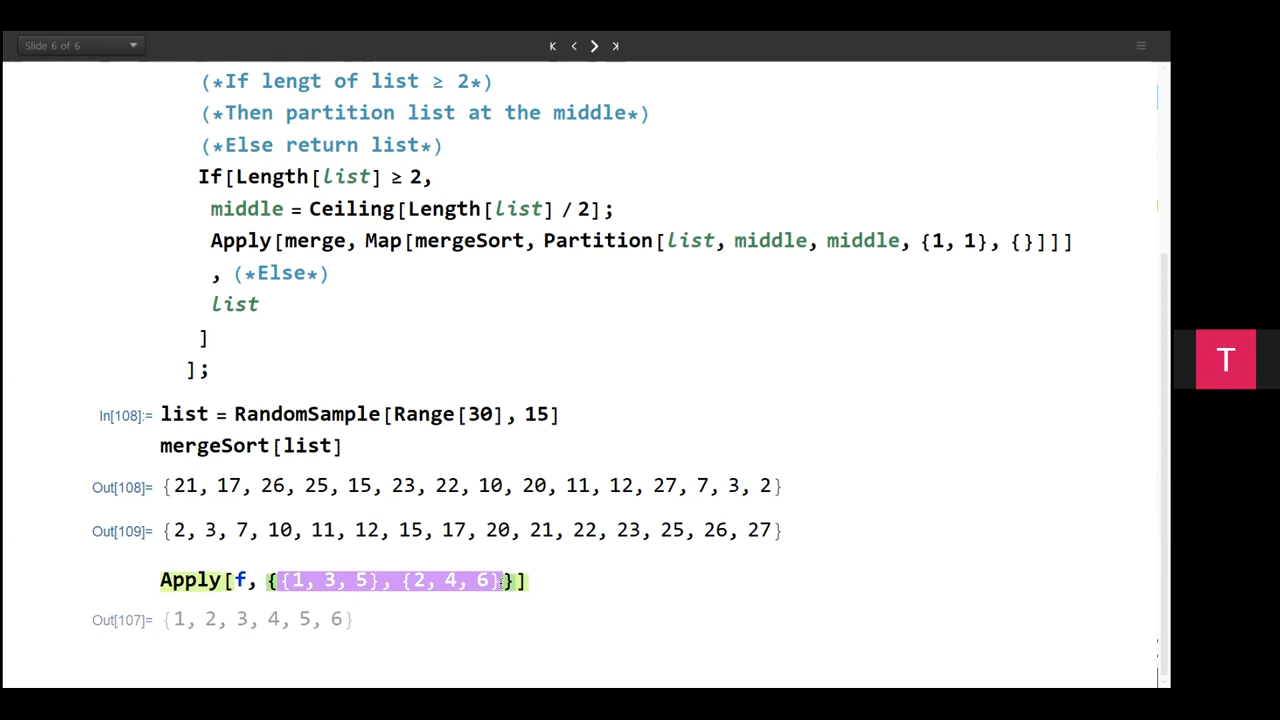 Slide 6 of 6
(*If lengt of list ≥ 2*)
(*Then partition list at the middle*)
(*Else return list*)
If[Length[list] ≥ 2,
middle = Ceiling[Length[list] / 2];
Apply[merge, Map[mergeSort, Partition[list, middle, middle, {1, 1}, {}]]]
, (*Else*)
list
]
];
In[108]:= list = RandomSample[Range[30], 15]
mergeSort[list]
Out[108]= {21, 17, 26, 25, 15, 23, 22, 10, 20, 11, 12, 27, 7, 3, 2}
Out[109]= {2, 3, 7, 10, 11, 12, 15, 17, 20, 21, 22, 23, 25, 26, 27}
Apply[f, {{1, 3, 5}, {2, 4, 6}}]
Out[107]= {1, 2, 3, 4, 5, 6}
T